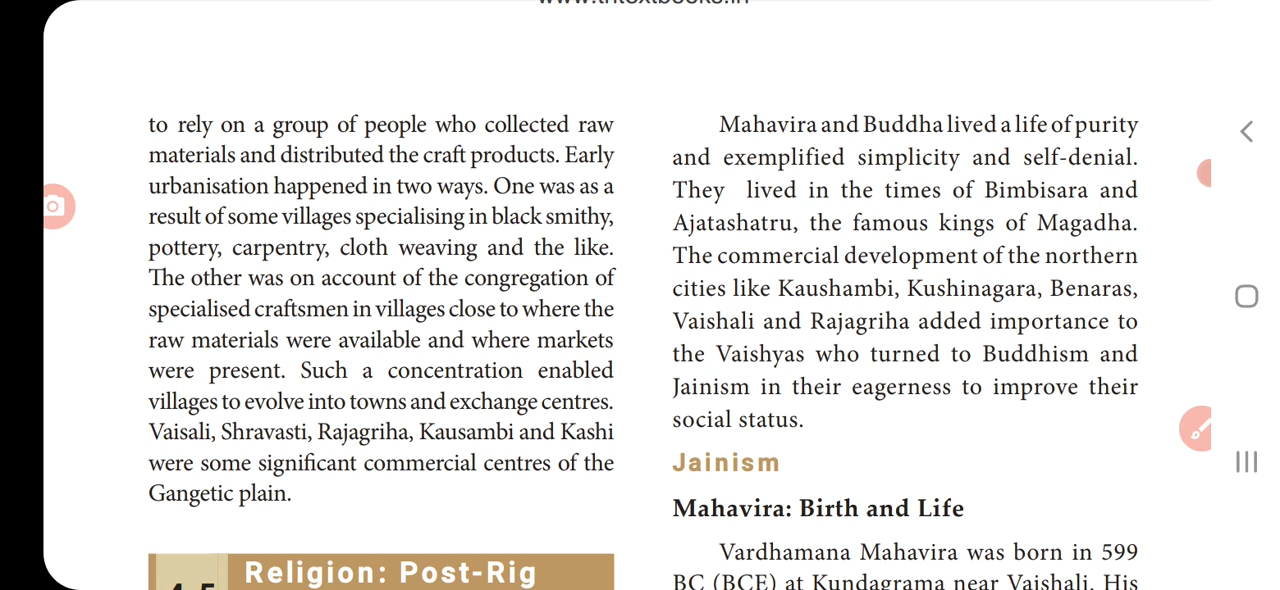 to rely on a group of people who collected raw
materials and distributed the craft products. Early
urbanisation happened in two ways. One was as a
result of some villages specialising in black smithy,
pottery, carpentry, cloth weaving and the like.
The other was on account of the congregation of
specialised craftsmen in villages close to where the
raw materials were available and where markets
were present. Such a concentration enabled
villages to evolve into towns and exchange centres.
Vaisali, Shravasti, Rajagriha, Kausambi and Kashi
were some significant commercial centres of the
Gangetic plain.
Religion: Post-Rig
Mahavira and Buddha lived a life of purity
and exemplified simplicity and self-denial.
They lived in the times of Bimbisara and
Ajatashatru, the famous kings of Magadha.
The commercial development of the northern
cities like Kaushambi, Kushinagara, Benaras,
Vaishali and Rajagriha added importance to
the Vaishyas who turned to Buddhism and
Jainism in their eagerness to improve their
social status.
Jainism
Mahavira: Birth and Life
Vardhamana Mahavira was born in 599
BC (BCE) at Kundagrama near Vaishali. His